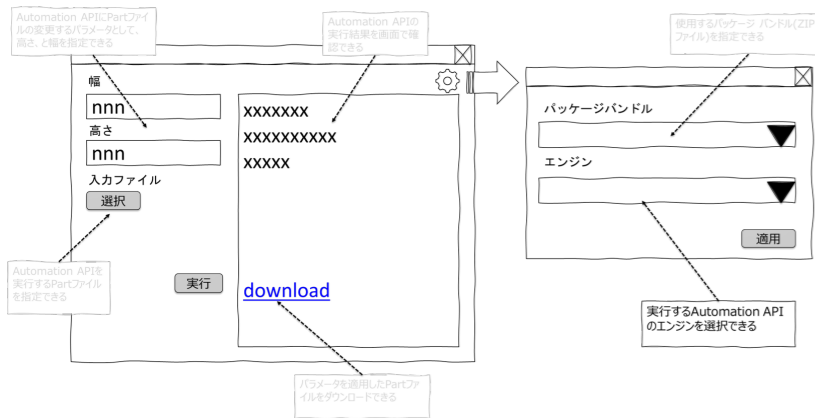 Automation APIにPartファイ
ルの変更するパラメータとして、
高さ、と幅を指定できる
Automation APIの
実行結果を画面で確
認できる
使用するパッケージ バンドル(ZIP
ファイル)を指定できる
幅
nnn
高さ
nnn
入力ファイル
選択
xxxxxxx
xxxxxxxxxx
xxxxx
パッケージバンドル
エンジン
適用
Automation APIを
実行するPartファイル
を指定できる
実行
download
実行するAutomation API
のエンジンを選択できる
パラメータを適用したPartファ
イルをダウンロードできる